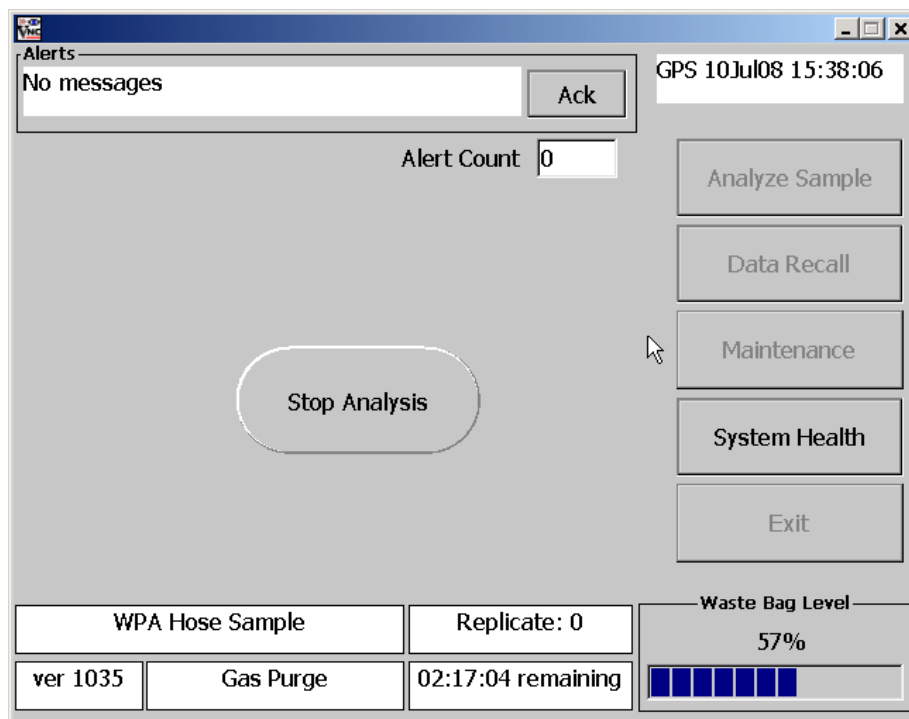 VNC
Alerts
No messages
Ack
GPS 10Jul08 15:38:06
Alert Count 0
Analyze Sample
Data Recall
Maintenance
Stop Analysis
System Health
Exit
WPA Hose Sample
Replicate: 0
Waste Bag Level
57%
ver 1035
Gas Purge
02:17:04 remaining